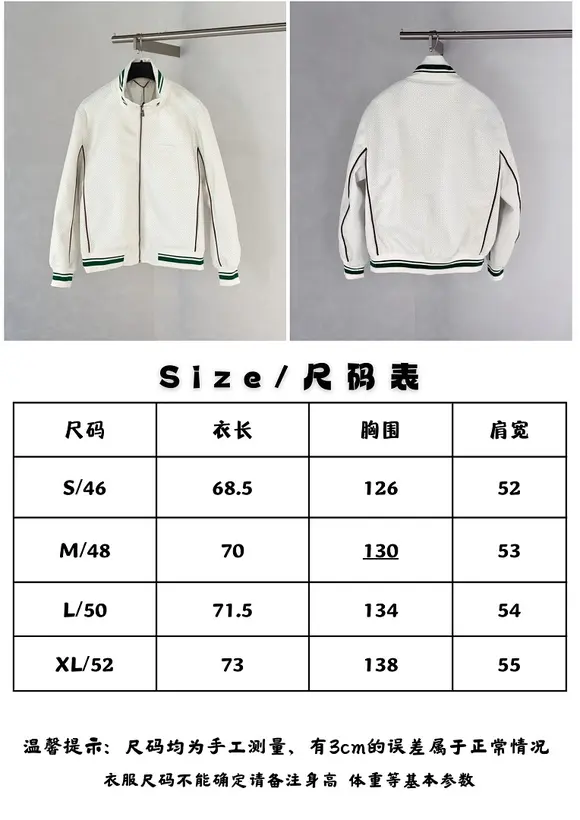 Size/尺码表
尺码 衣长 胸围 肩宽
S/46 68.5 126 52
M/48 70 130 53
L/50 71.5 134 54
XL/52 73 138 55
温馨提示:尺码均为手工测量、有3cm的误差属于正常情况
衣服尺码不能确定请备注身高 体重等基本参数